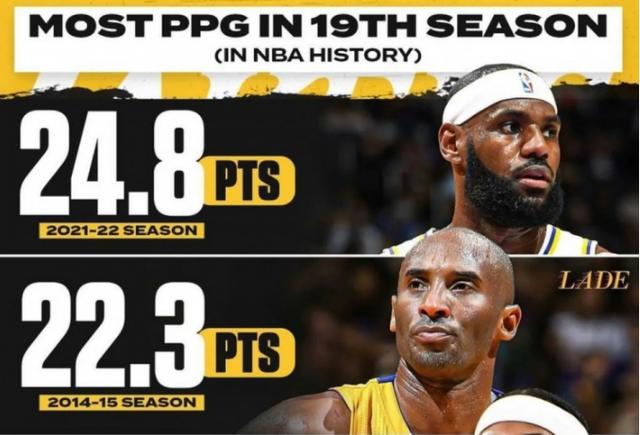 MOST PPG IN 19TH SEASON
(IN NBA HISTORY)
24.8 PTS
2021-22 SEASON
LADE
22.3 PTS
2014-15 SEASON